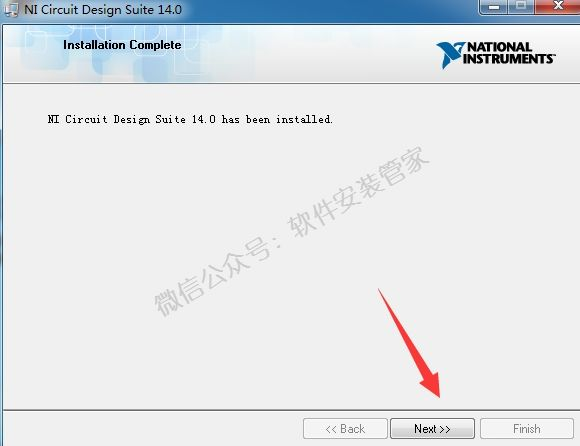 NI Circuit Design Suite 14.0
Installation Complete
NATIONAL
INSTRUMENTS™
NI Circuit Design Suite 14.0 has been installed.
微信公众号：软件安装管家
<< Back
Next >>
Finish